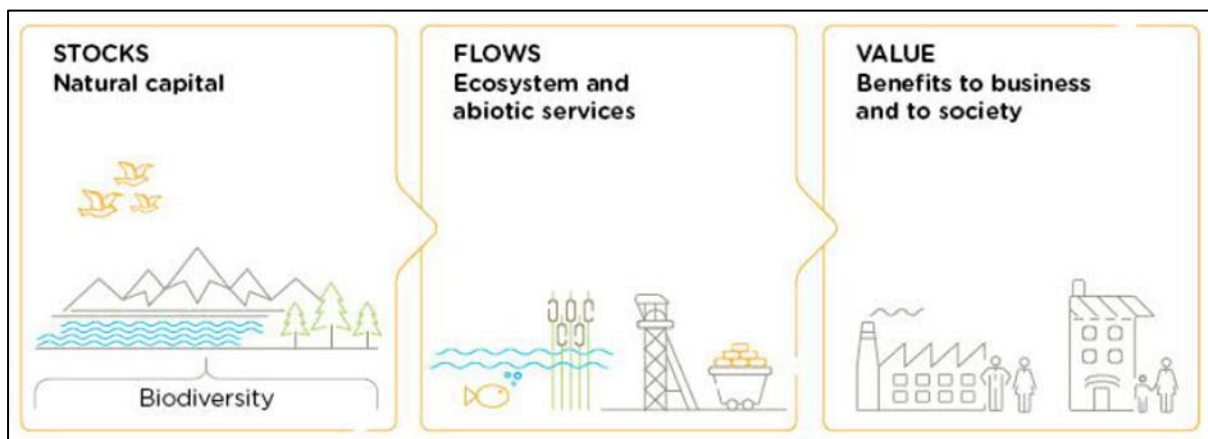 STOCKS
Natural capital
Biodiversity
FLOWS
Ecosystem and
abiotic services
VALUE
Benefits to business
and to society